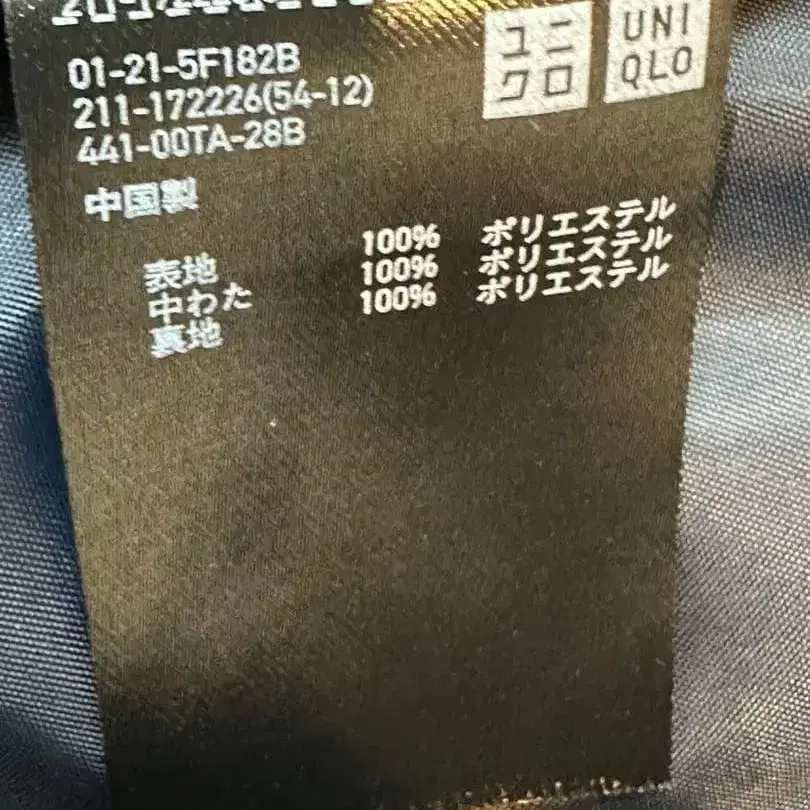 ユニ
クロ
UNI
QLO
01-21-5F182B
211-172226(54-12)
441-00TA-28B
中国製
表地 100% ポリエステル
中わた 100% ポリエステル
裏地 100% ポリエステル